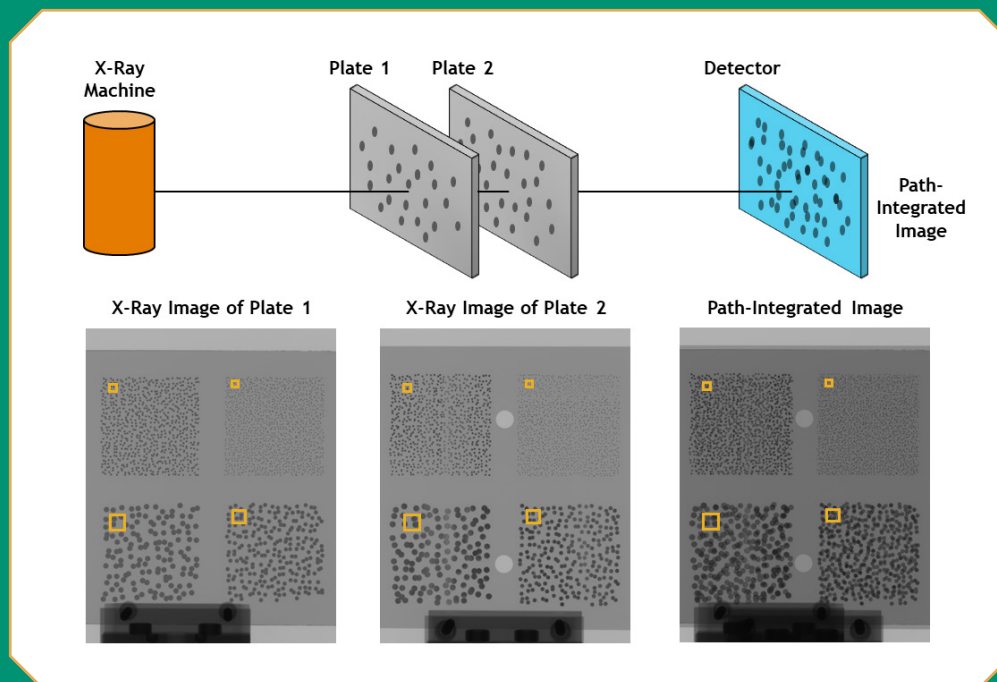 X-Ray
Machine
Plate 1
Plate 2
Detector
Path-
Integrated
Image
X-Ray Image of Plate 1
X-Ray Image of Plate 2
Path-Integrated Image